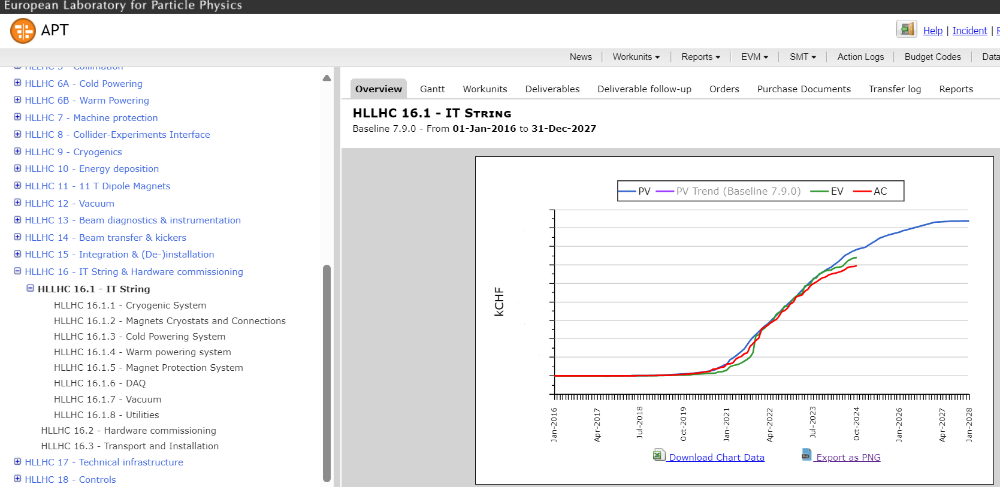 European Laboratory for Particle Physics
APT
Help | Incident |
News
Workunits
Reports
EVM
SMT
Action Logs
Budget Codes
Data
HLLHC 5 - Collimation
HLLHC 6A - Cold Powering
HLLHC 6B - Warm Powering
HLLHC 7 - Machine protection
HLLHC 8 - Collider-Experiments Interface
HLLHC 9 - Cryogenics
HLLHC 10 - Energy deposition
HLLHC 11 - 11 T Dipole Magnets
HLLHC 12 - Vacuum
HLLHC 13 - Beam diagnostics & instrumentation
HLLHC 14 - Beam transfer & kickers
HLLHC 15 - Integration & (De-)installation
HLLHC 16 - IT String & Hardware commissioning
HLLHC 16.1 - IT String
HLLHC 16.1.1 - Cryogenic System
HLLHC 16.1.2 - Magnets Cryostats and Connections
HLLHC 16.1.3 - Cold Powering System
HLLHC 16.1.4 - Warm powering system
HLLHC 16.1.5 - Magnet Protection System
HLLHC 16.1.6 - DAQ
HLLHC 16.1.7 - Vacuum
HLLHC 16.1.8 - Utilities
HLLHC 16.2 - Hardware commissioning
HLLHC 16.3 - Transport and Installation
HLLHC 17 - Technical infrastructure
HLLHC 18 - Controls
Overview
Gantt
Workunits
Deliverables
Deliverable follow-up
Orders
Purchase Documents
Transfer log
Reports
HLLHC 16.1 - IT String
Baseline 7.9.0 - From 01-Jan-2016 to 31-Dec-2027
PV
PV Trend (Baseline 7.9.0)
EV
AC
kCHF
Jan-2016
Apr-2017
Jul-2018
Oct-2019
Jan-2021
Apr-2022
Jul-2023
Oct-2024
Jan-2026
Apr-2027
Jan-2028
Download Chart Data
Export as PNG